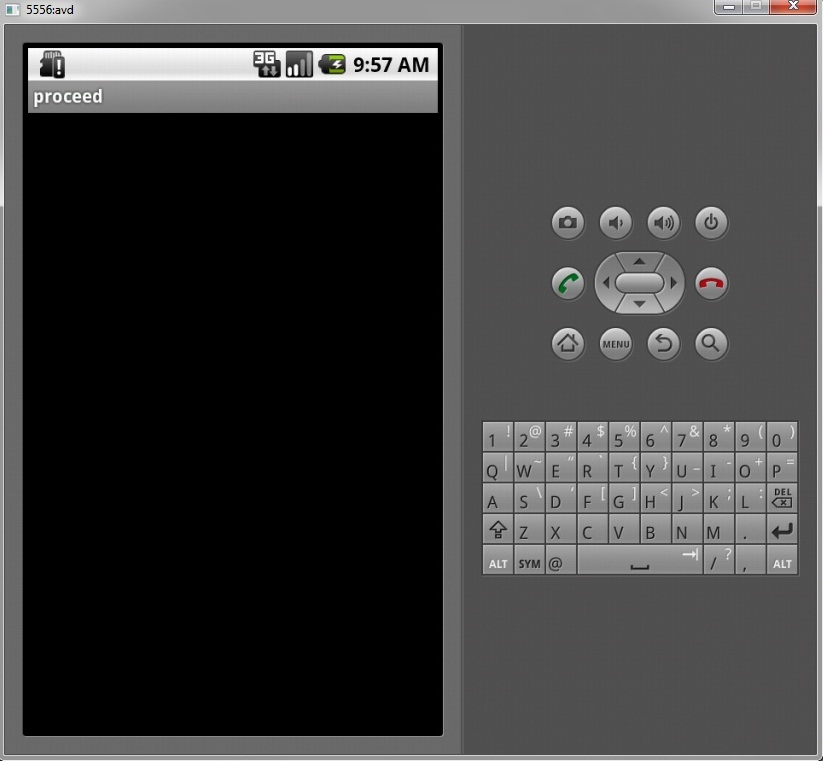 5556:avd
3G 9:57 AM
proceed
MENU
1 ! 2 @ 3 # 4 $ 5 % 6 ^ 7 & 8 * 9 ( 0 )
Q | W ~ E “ R ` T { Y } U _ I - O + P =
A S \ D ‘ F [ G ] H < J > K ; L : DEL
Z X C V B N M .
ALT SYM @ / ? , ALT